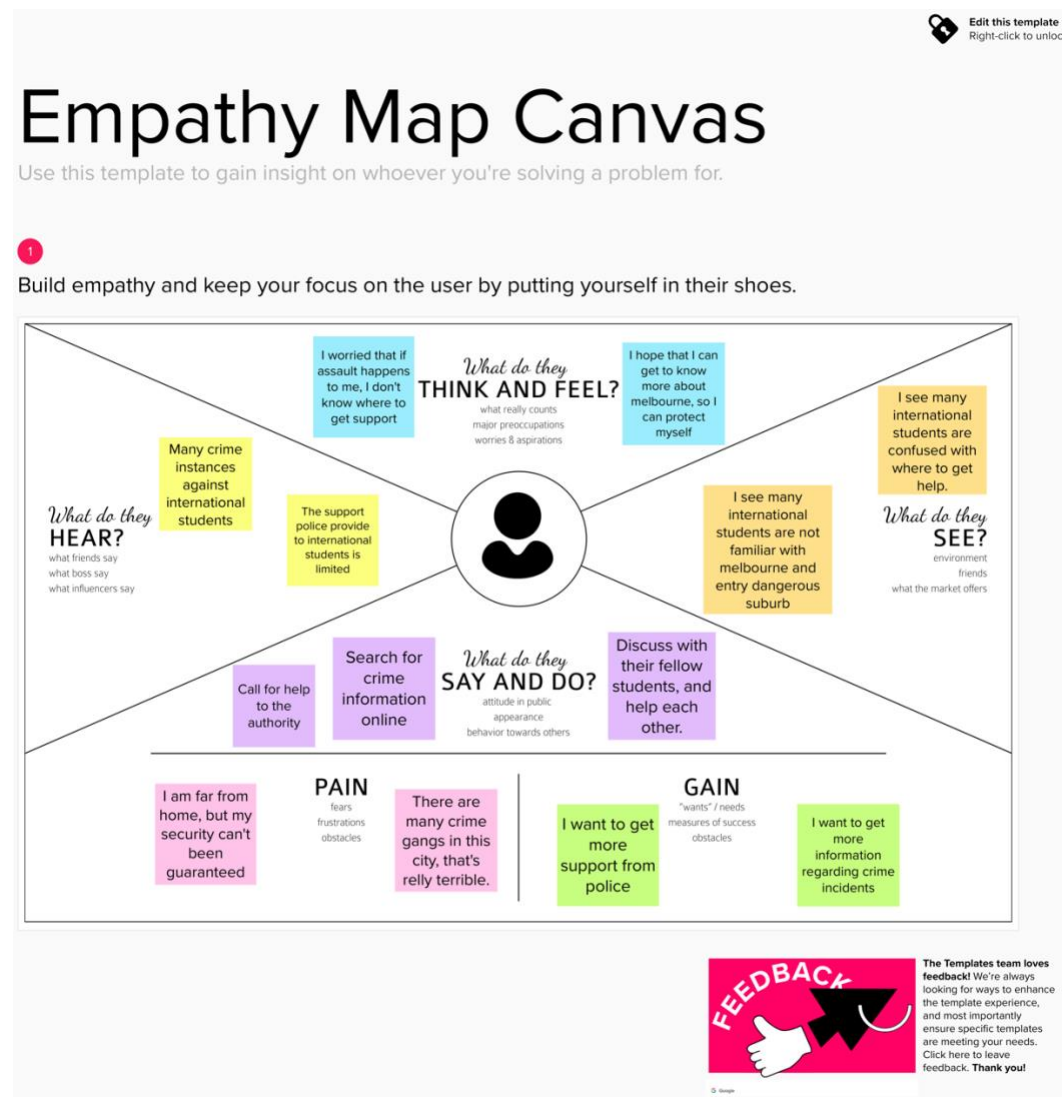 Edit this template
Right-click to unloc
Empathy Map Canvas
Use this template to gain insight on whoever you're solving a problem for.
1
Build empathy and keep your focus on the user by putting yourself in their shoes.
I worried that if
assault happens
to me, I don't
know where to
get support
What do they
THINK AND FEEL?
what really counts
major preoccupations
worries & aspirations
I hope that I can
get to know
more about
melbourne, so I
can protect
myself
Many crime
instances
against
international
students
The support
police provide
to international
students is
limited
What do they
HEAR?
what friends say
what boss say
what influencers say
I see many
international
students are
confused with
where to get
help.
I see many
international
students are not
familiar with
melbourne and
entry dangerous
suburb
What do they
SEE?
environment
friends
what the market offers
Call for help
to the
authority
Search for
crime
information
online
What do they
SAY AND DO?
attitude in public
appearance
behavior towards others
Discuss with
their fellow
students, and
help each
other.
I am far from
home, but my
security can't
been
guaranteed
PAIN
fears
frustrations
obstacles
There are
many crime
gangs in this
city, that's
relly terrible.
I want to get
more
support from
police
GAIN
"wants" / needs
measures of success
obstacles
I want to get
more
information
regarding crime
incidents
FEEDBACK
Google
The Templates team loves
feedback! We're always
looking for ways to enhance
the template experience,
and most importantly
ensure specific templates
are meeting your needs.
Click here to leave
feedback. Thank you!